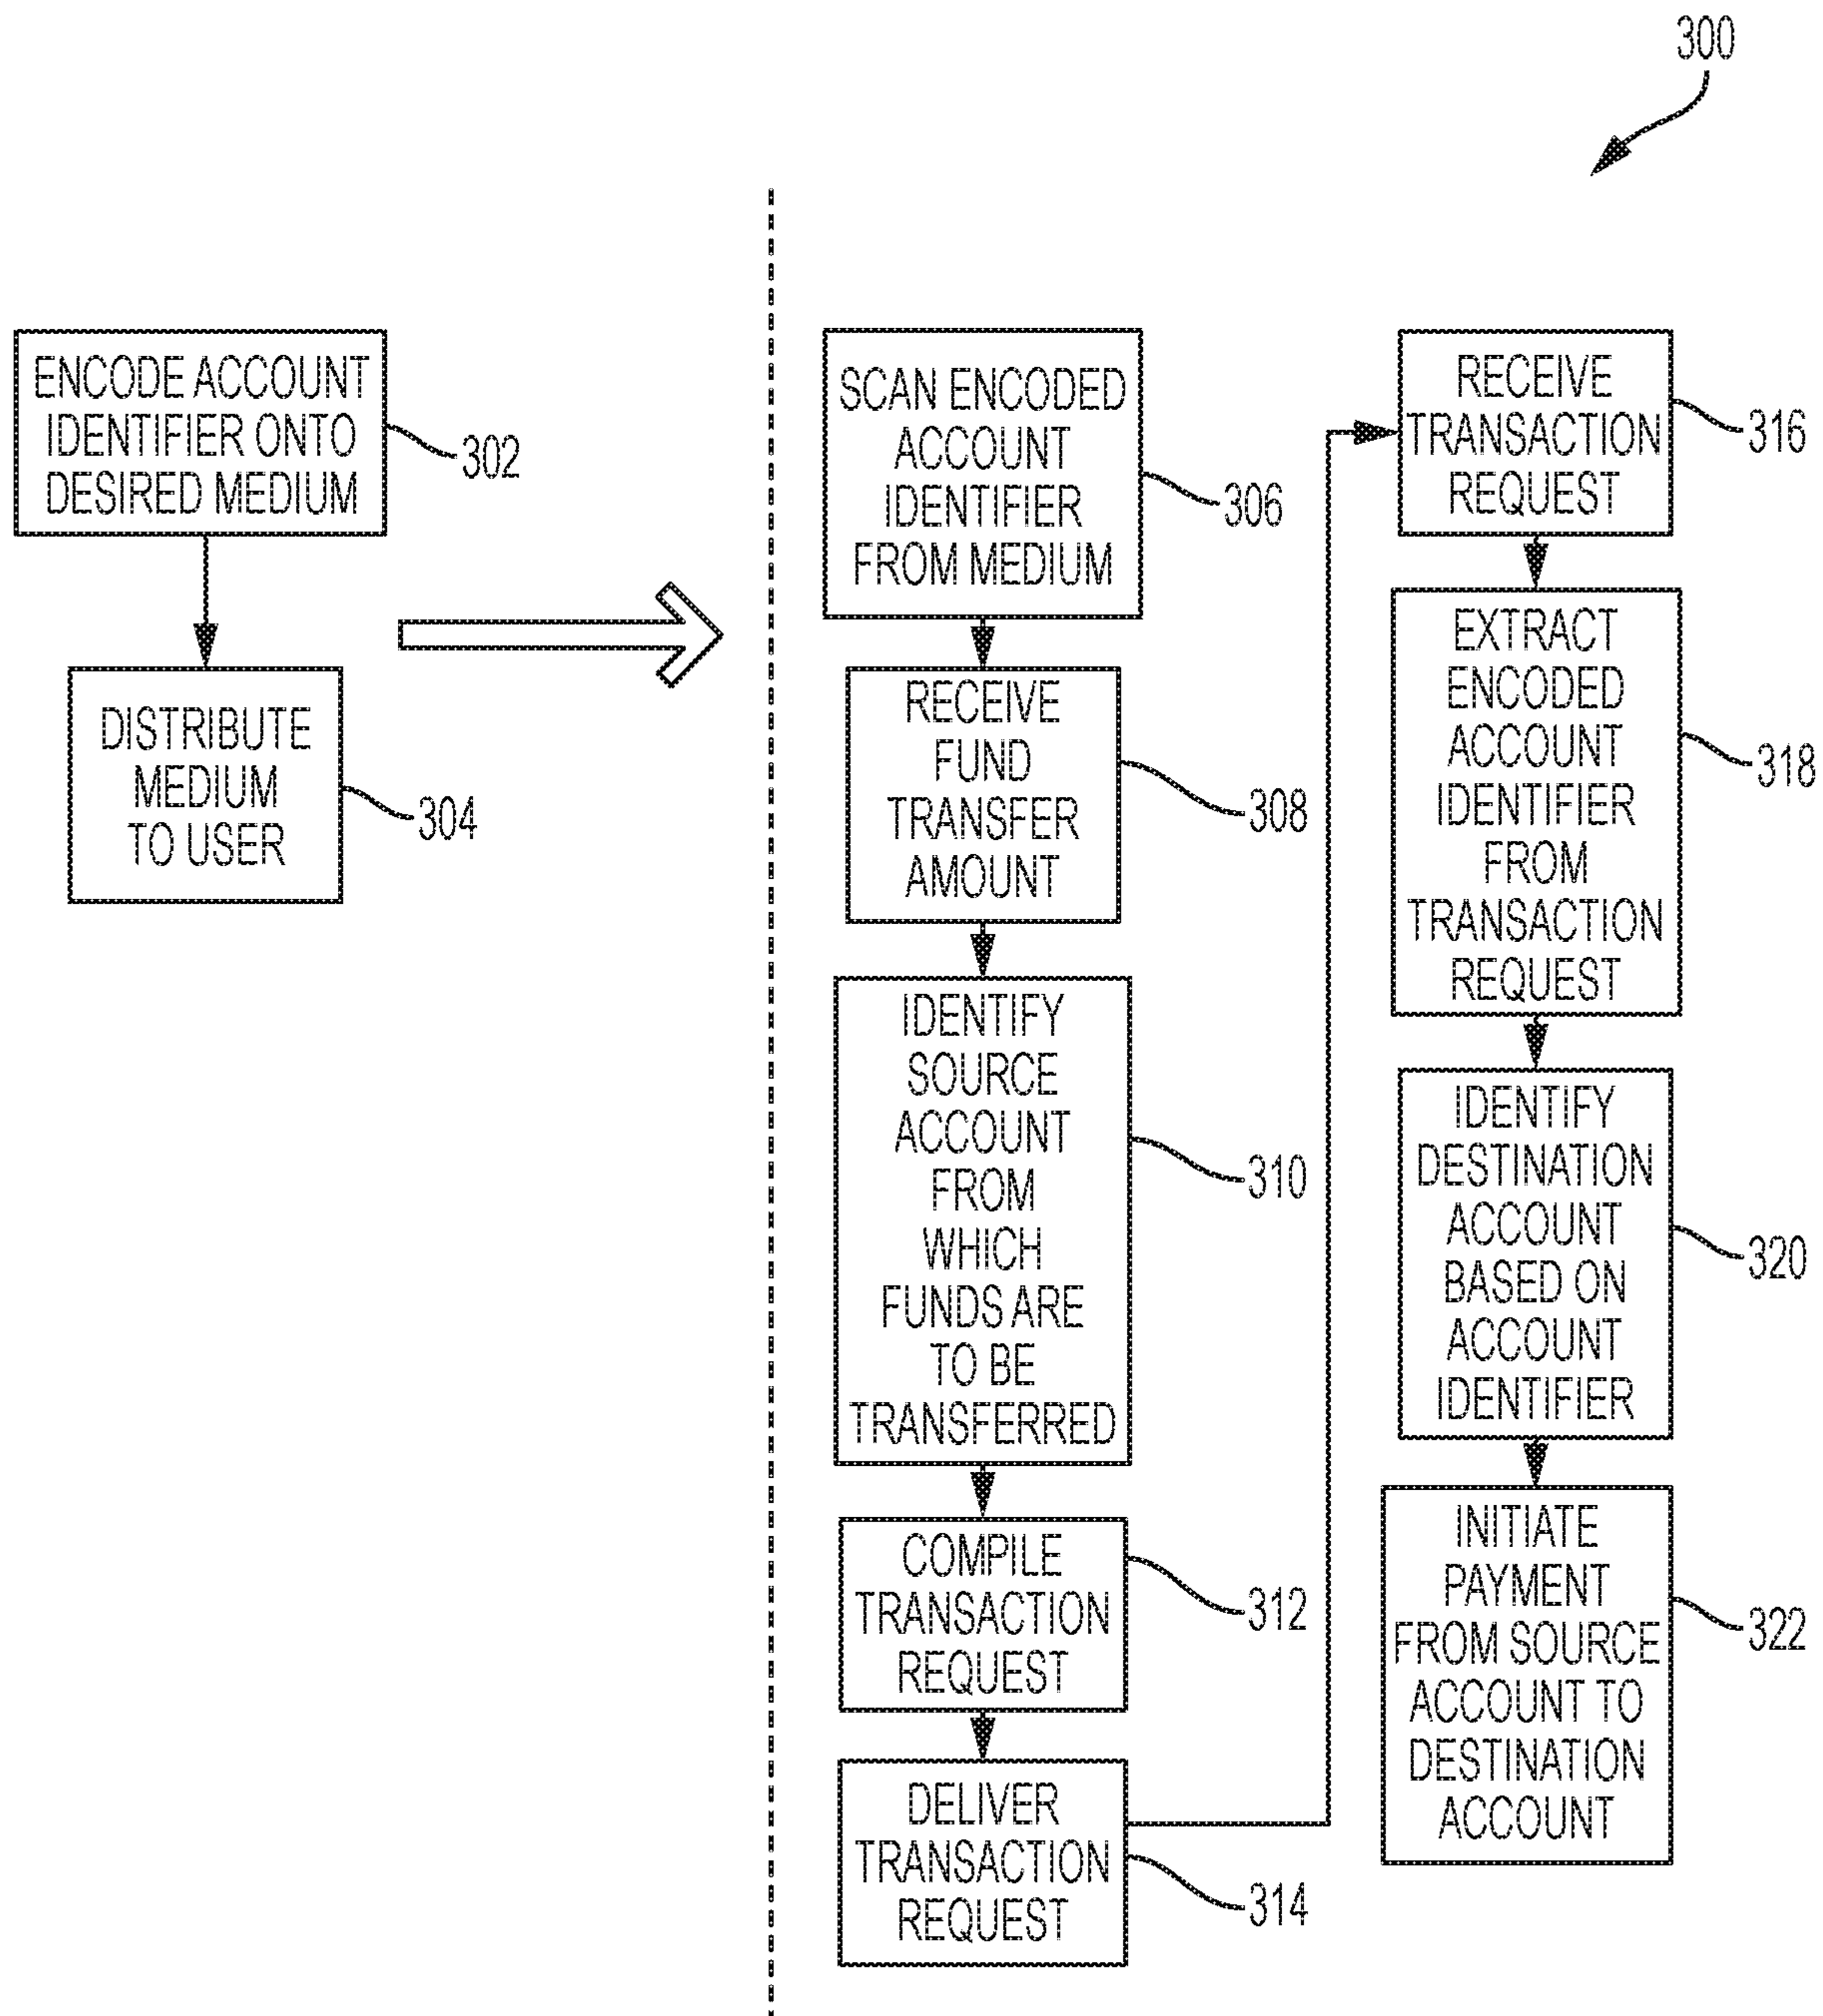 300
ENCODE ACCOUNT
IDENTIFIER ONTO
DESIRED MEDIUM
302
DISTRIBUTE
MEDIUM
TO USER
304
SCAN ENCODED
ACCOUNT
IDENTIFIER
FROM MEDIUM
306
RECEIVE
FUND
TRANSFER
AMOUNT
308
IDENTIFY
SOURCE
ACCOUNT
FROM
WHICH
FUNDS ARE
TO BE
TRANSFERRED
310
COMPILE
TRANSACTION
REQUEST
312
DELIVER
TRANSACTION
REQUEST
314
RECEIVE
TRANSACTION
REQUEST
316
EXTRACT
ENCODED
ACCOUNT
IDENTIFIER
FROM
TRANSACTION
REQUEST
318
IDENTIFY
DESTINATION
ACCOUNT
BASED ON
ACCOUNT
IDENTIFIER
320
INITIATE
PAYMENT
FROM SOURCE
ACCOUNT TO
DESTINATION
ACCOUNT
322